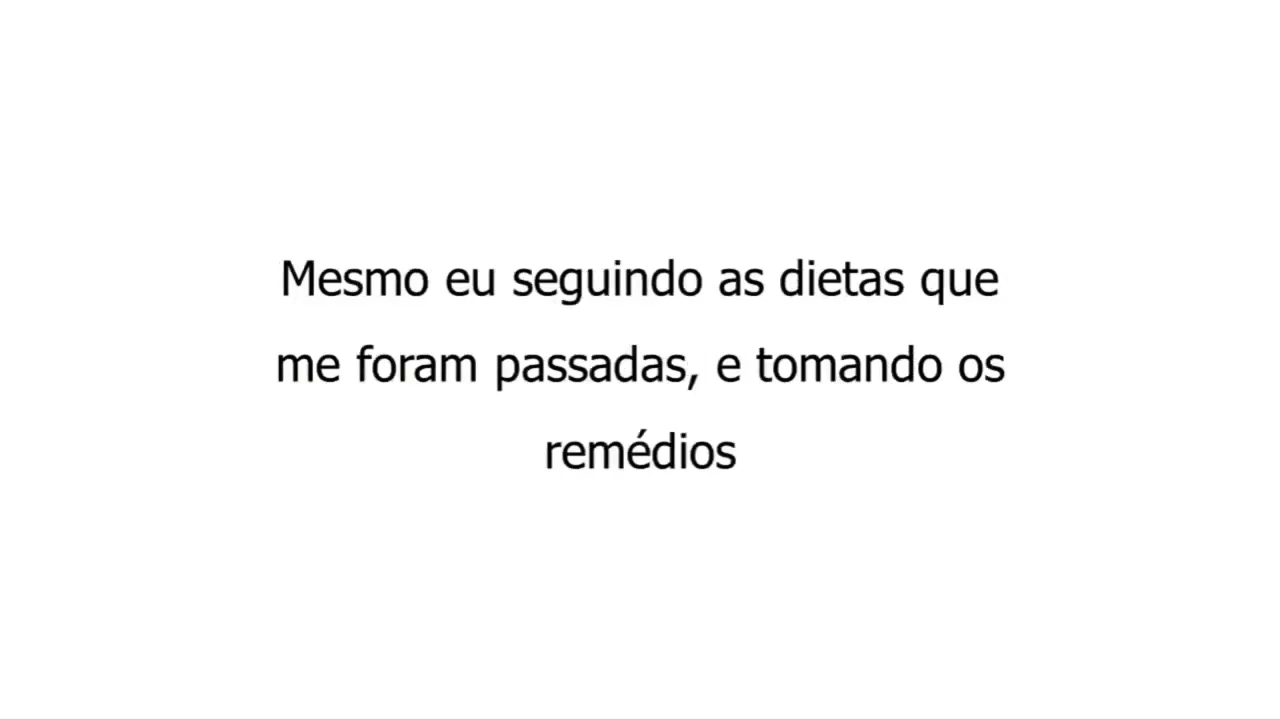 Mesmo eu seguindo as dietas que
me foram passadas, e tomando os
remédios